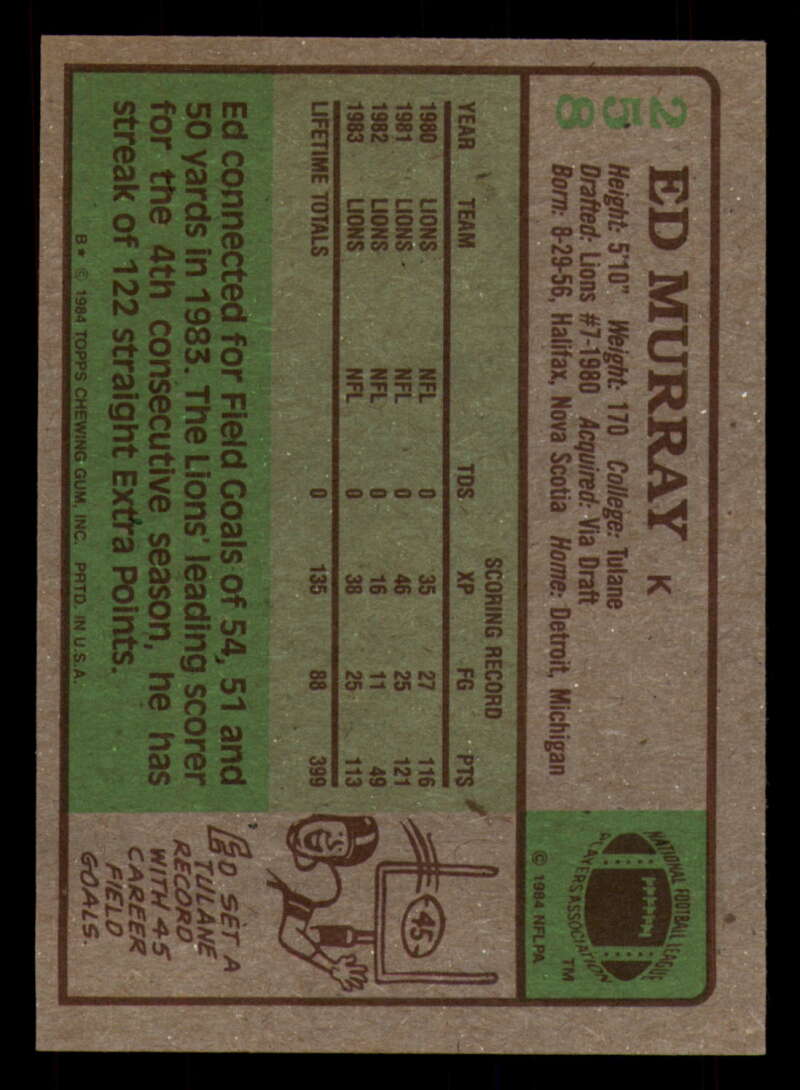 258
ED MURRAY K
Height: 5'10" Weight: 170 College: Tulane
Drafted: Lions #7-1980 Acquired: Via Draft
Born: 8-29-56, Halifax, Nova Scotia Home: Detroit, Michigan
NATIONAL FOOTBALL LEAGUE
PLAYERS ASSOCIATION
TM
© 1984 NFLPA
SCORING RECORD
YEAR TEAM TDS XP FG PTS
1980 LIONS NFL 0 35 27 116
1981 LIONS NFL 0 46 25 121
1982 LIONS NFL 0 16 11 49
1983 LIONS NFL 0 38 25 113
LIFETIME TOTALS 0 135 88 399
Ed connected for Field Goals of 54, 51 and
50 yards in 1983. The Lions' leading scorer
for the 4th consecutive season, he has
streak of 122 straight Extra Points.
B* © 1984 TOPPS CHEWING GUM, INC. PRTD. IN U.S.A.
45
ED SET A
TULANE
RECORD
WITH 45
CAREER
FIELD
GOALS.